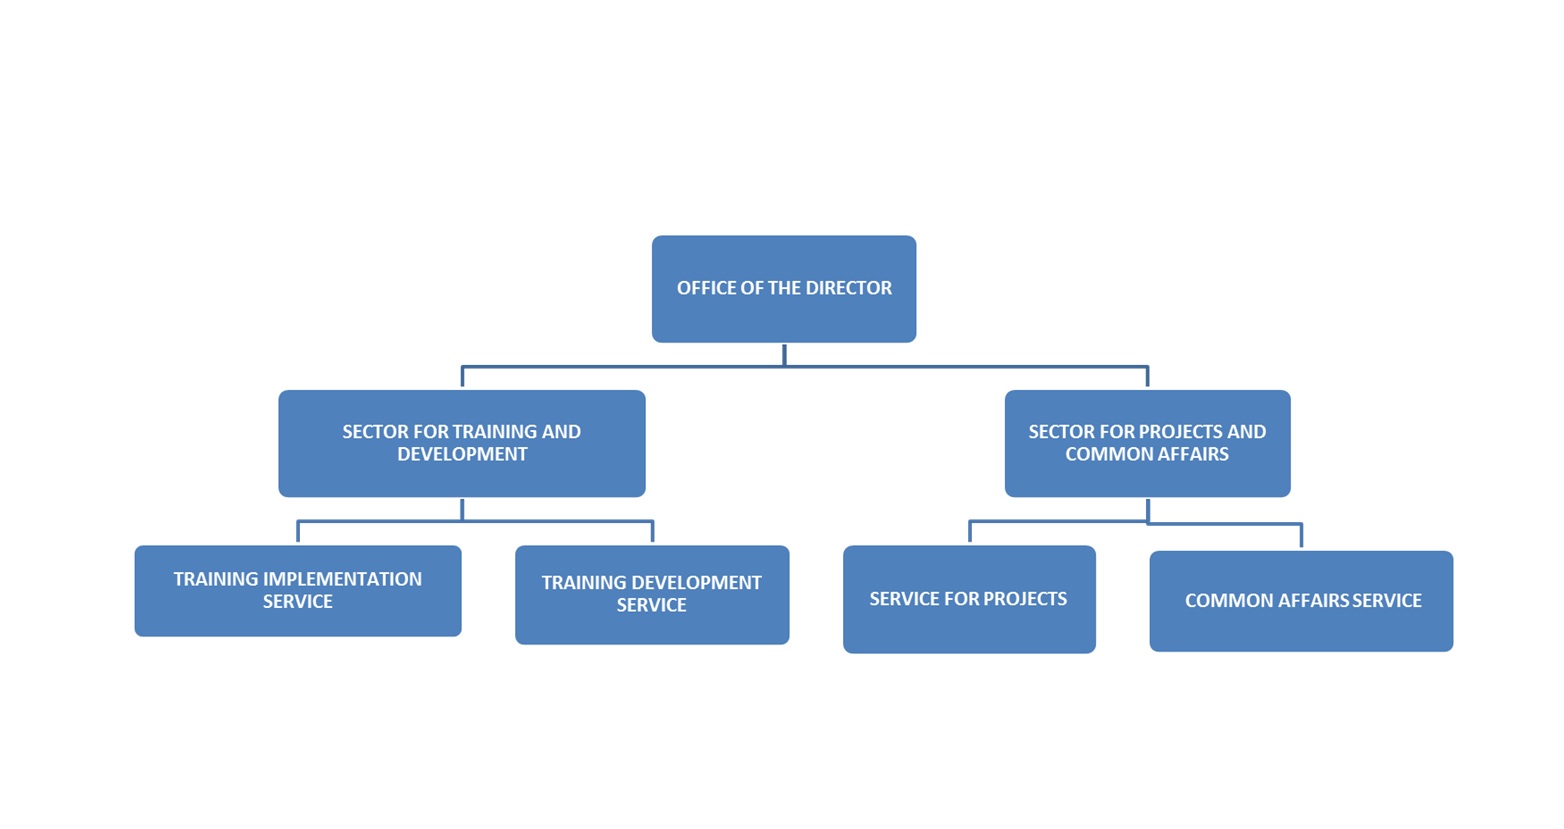 OFFICE OF THE DIRECTOR
SECTOR FOR TRAINING AND
DEVELOPMENT
SECTOR FOR PROJECTS AND
COMMON AFFAIRS
TRAINING IMPLEMENTATION
SERVICE
TRAINING DEVELOPMENT
SERVICE
SERVICE FOR PROJECTS
COMMON AFFAIRS SERVICE